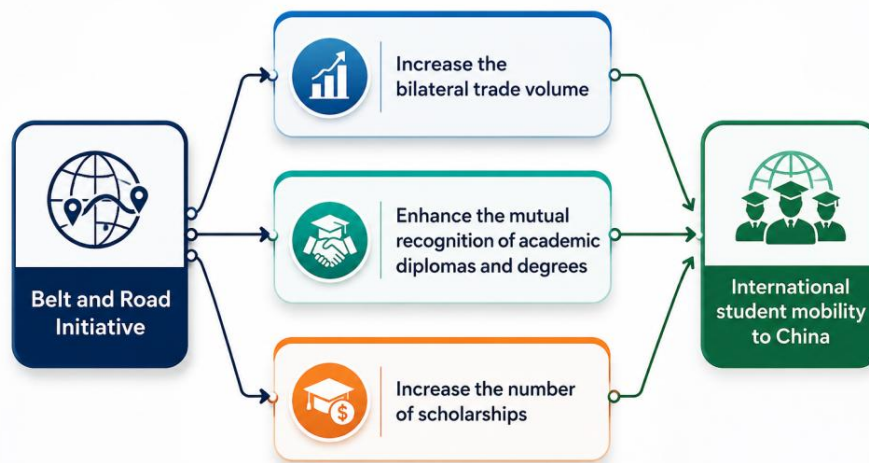 Increase the
bilateral trade volume
Belt and Road
Initiative
Enhance the mutual
recognition of academic
diplomas and degrees
International
student mobility
to China
Increase the number
of scholarships
$